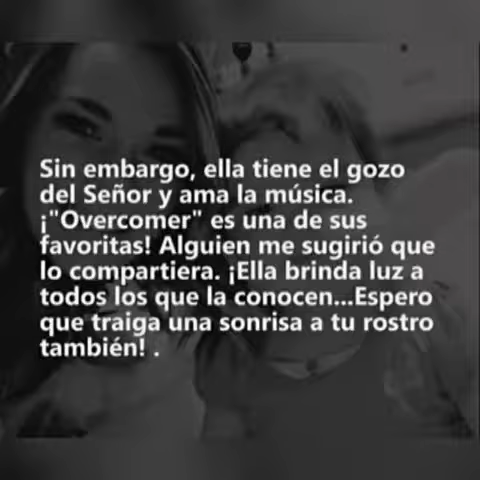 Sin embargo, ella tiene el gozo
del Señor y ama la música.
¡"Overcomer" es una de sus
favoritas! Alguien me sugirió que
lo compartiera. ¡Ella brinda luz a
todos los que la conocen...Espero
que traiga una sonrisa a tu rostro
también! .